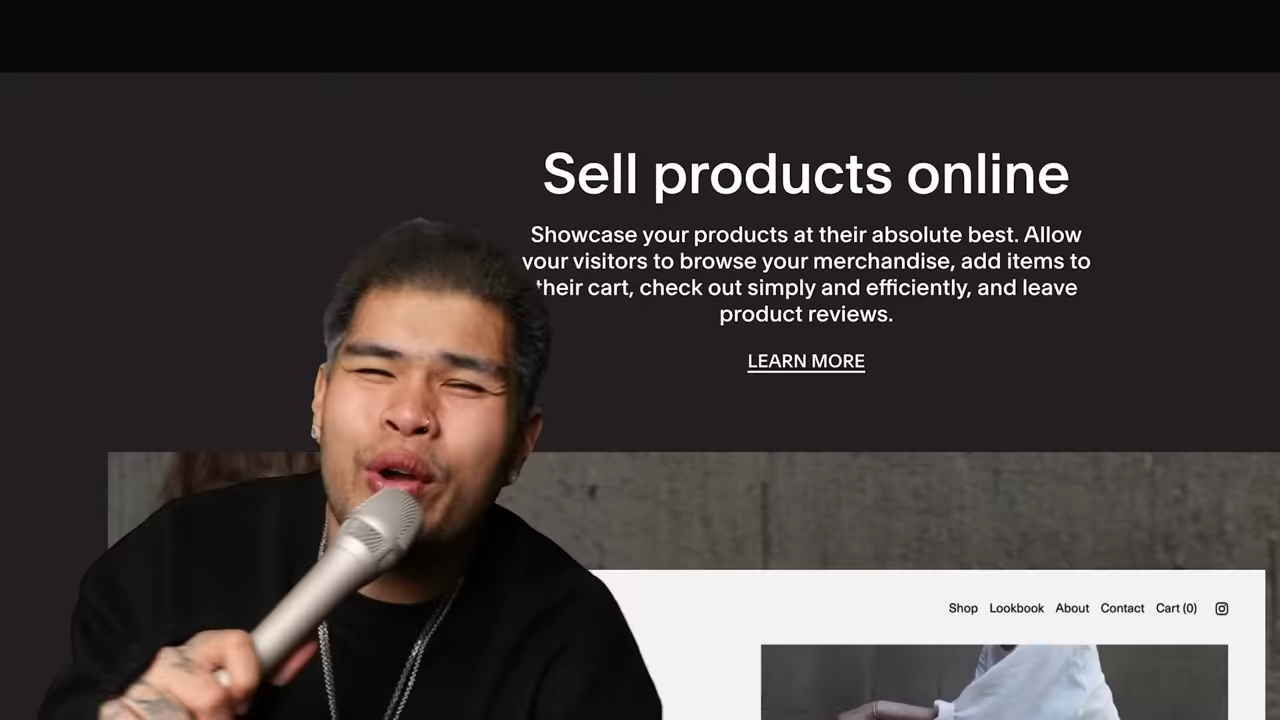 Sell products online
Showcase your products at their absolute best. Allow
your visitors to browse your merchandise, add items to
their cart, check out simply and efficiently, and leave
product reviews.
LEARN MORE
Shop Lookbook About Contact Cart (0)